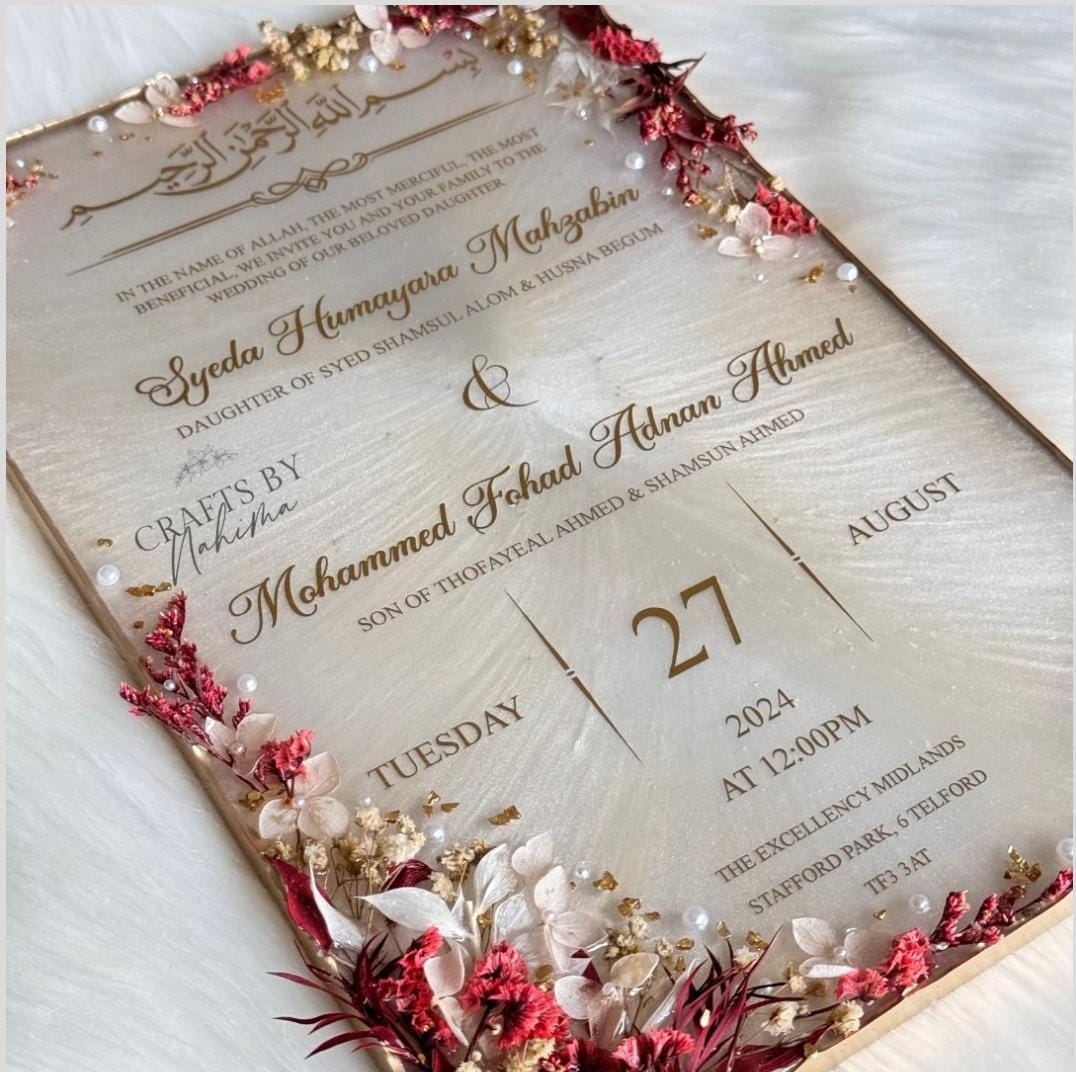 بِسْمِ اللَّهِ الرَّحْمَٰنِ الرَّحِيمِ
IN THE NAME OF ALLAH, THE MOST MERCIFUL, THE MOST
BENEFICIAL, WE INVITE YOU AND YOUR FAMILY TO THE
WEDDING OF OUR BELOVED DAUGHTER
Syeda Humayara Mahzabin
DAUGHTER OF SYED SHAMSUL ALOM & HUSNA BEGUM
&
Mohammed Fohad Adnan Ahmed
SON OF THOFAYEAL AHMED & SHAMSUN AHMED
CRAFTS BY
Nahima
TUESDAY
27
AUGUST
2024
AT 12:00PM
THE EXCELLENCY MIDLANDS
STAFFORD PARK, 6 TELFORD
TF3 3AT